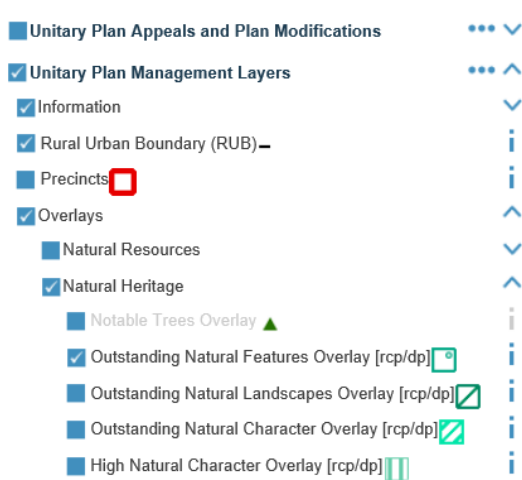 Unitary Plan Appeals and Plan Modifications
Unitary Plan Management Layers
Information
Rural Urban Boundary (RUB)
Precincts
Overlays
Natural Resources
Natural Heritage
Notable Trees Overlay
Outstanding Natural Features Overlay [rcp/dp]
Outstanding Natural Landscapes Overlay [rcp/dp]
Outstanding Natural Character Overlay [rcp/dp]
High Natural Character Overlay [rcp/dp]